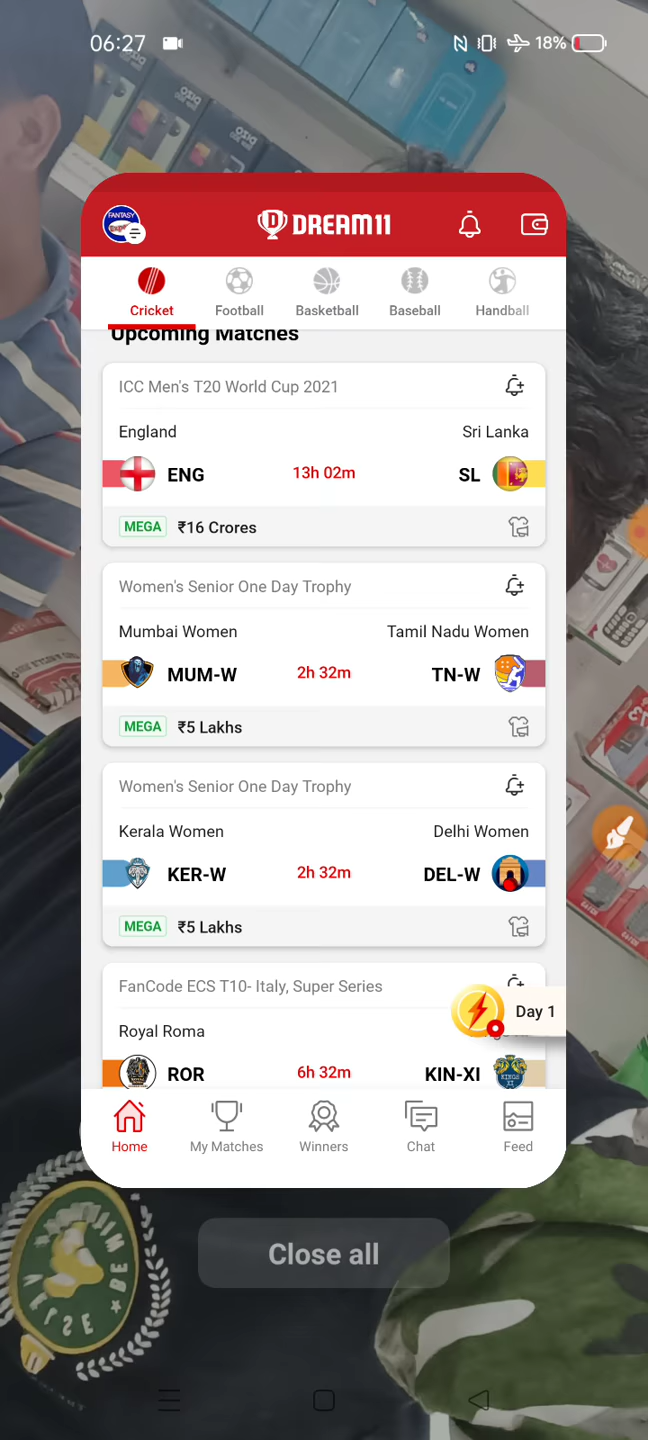 06:27
18%
FANTASY
DREAM11
Cricket
Football
Basketball
Baseball
Handball
Upcoming Matches
ICC Men's T20 World Cup 2021
England
Sri Lanka
ENG
13h 02m
SL
MEGA
₹16 Crores
Women's Senior One Day Trophy
Mumbai Women
Tamil Nadu Women
MUM-W
2h 32m
TN-W
MEGA
₹5 Lakhs
Women's Senior One Day Trophy
Kerala Women
Delhi Women
KER-W
2h 32m
DEL-W
MEGA
₹5 Lakhs
FanCode ECS T10- Italy, Super Series
Day 1
Royal Roma
ROR
6h 32m
KIN-XI
KINGS
XI
Home
My Matches
Winners
Chat
Feed
Close all